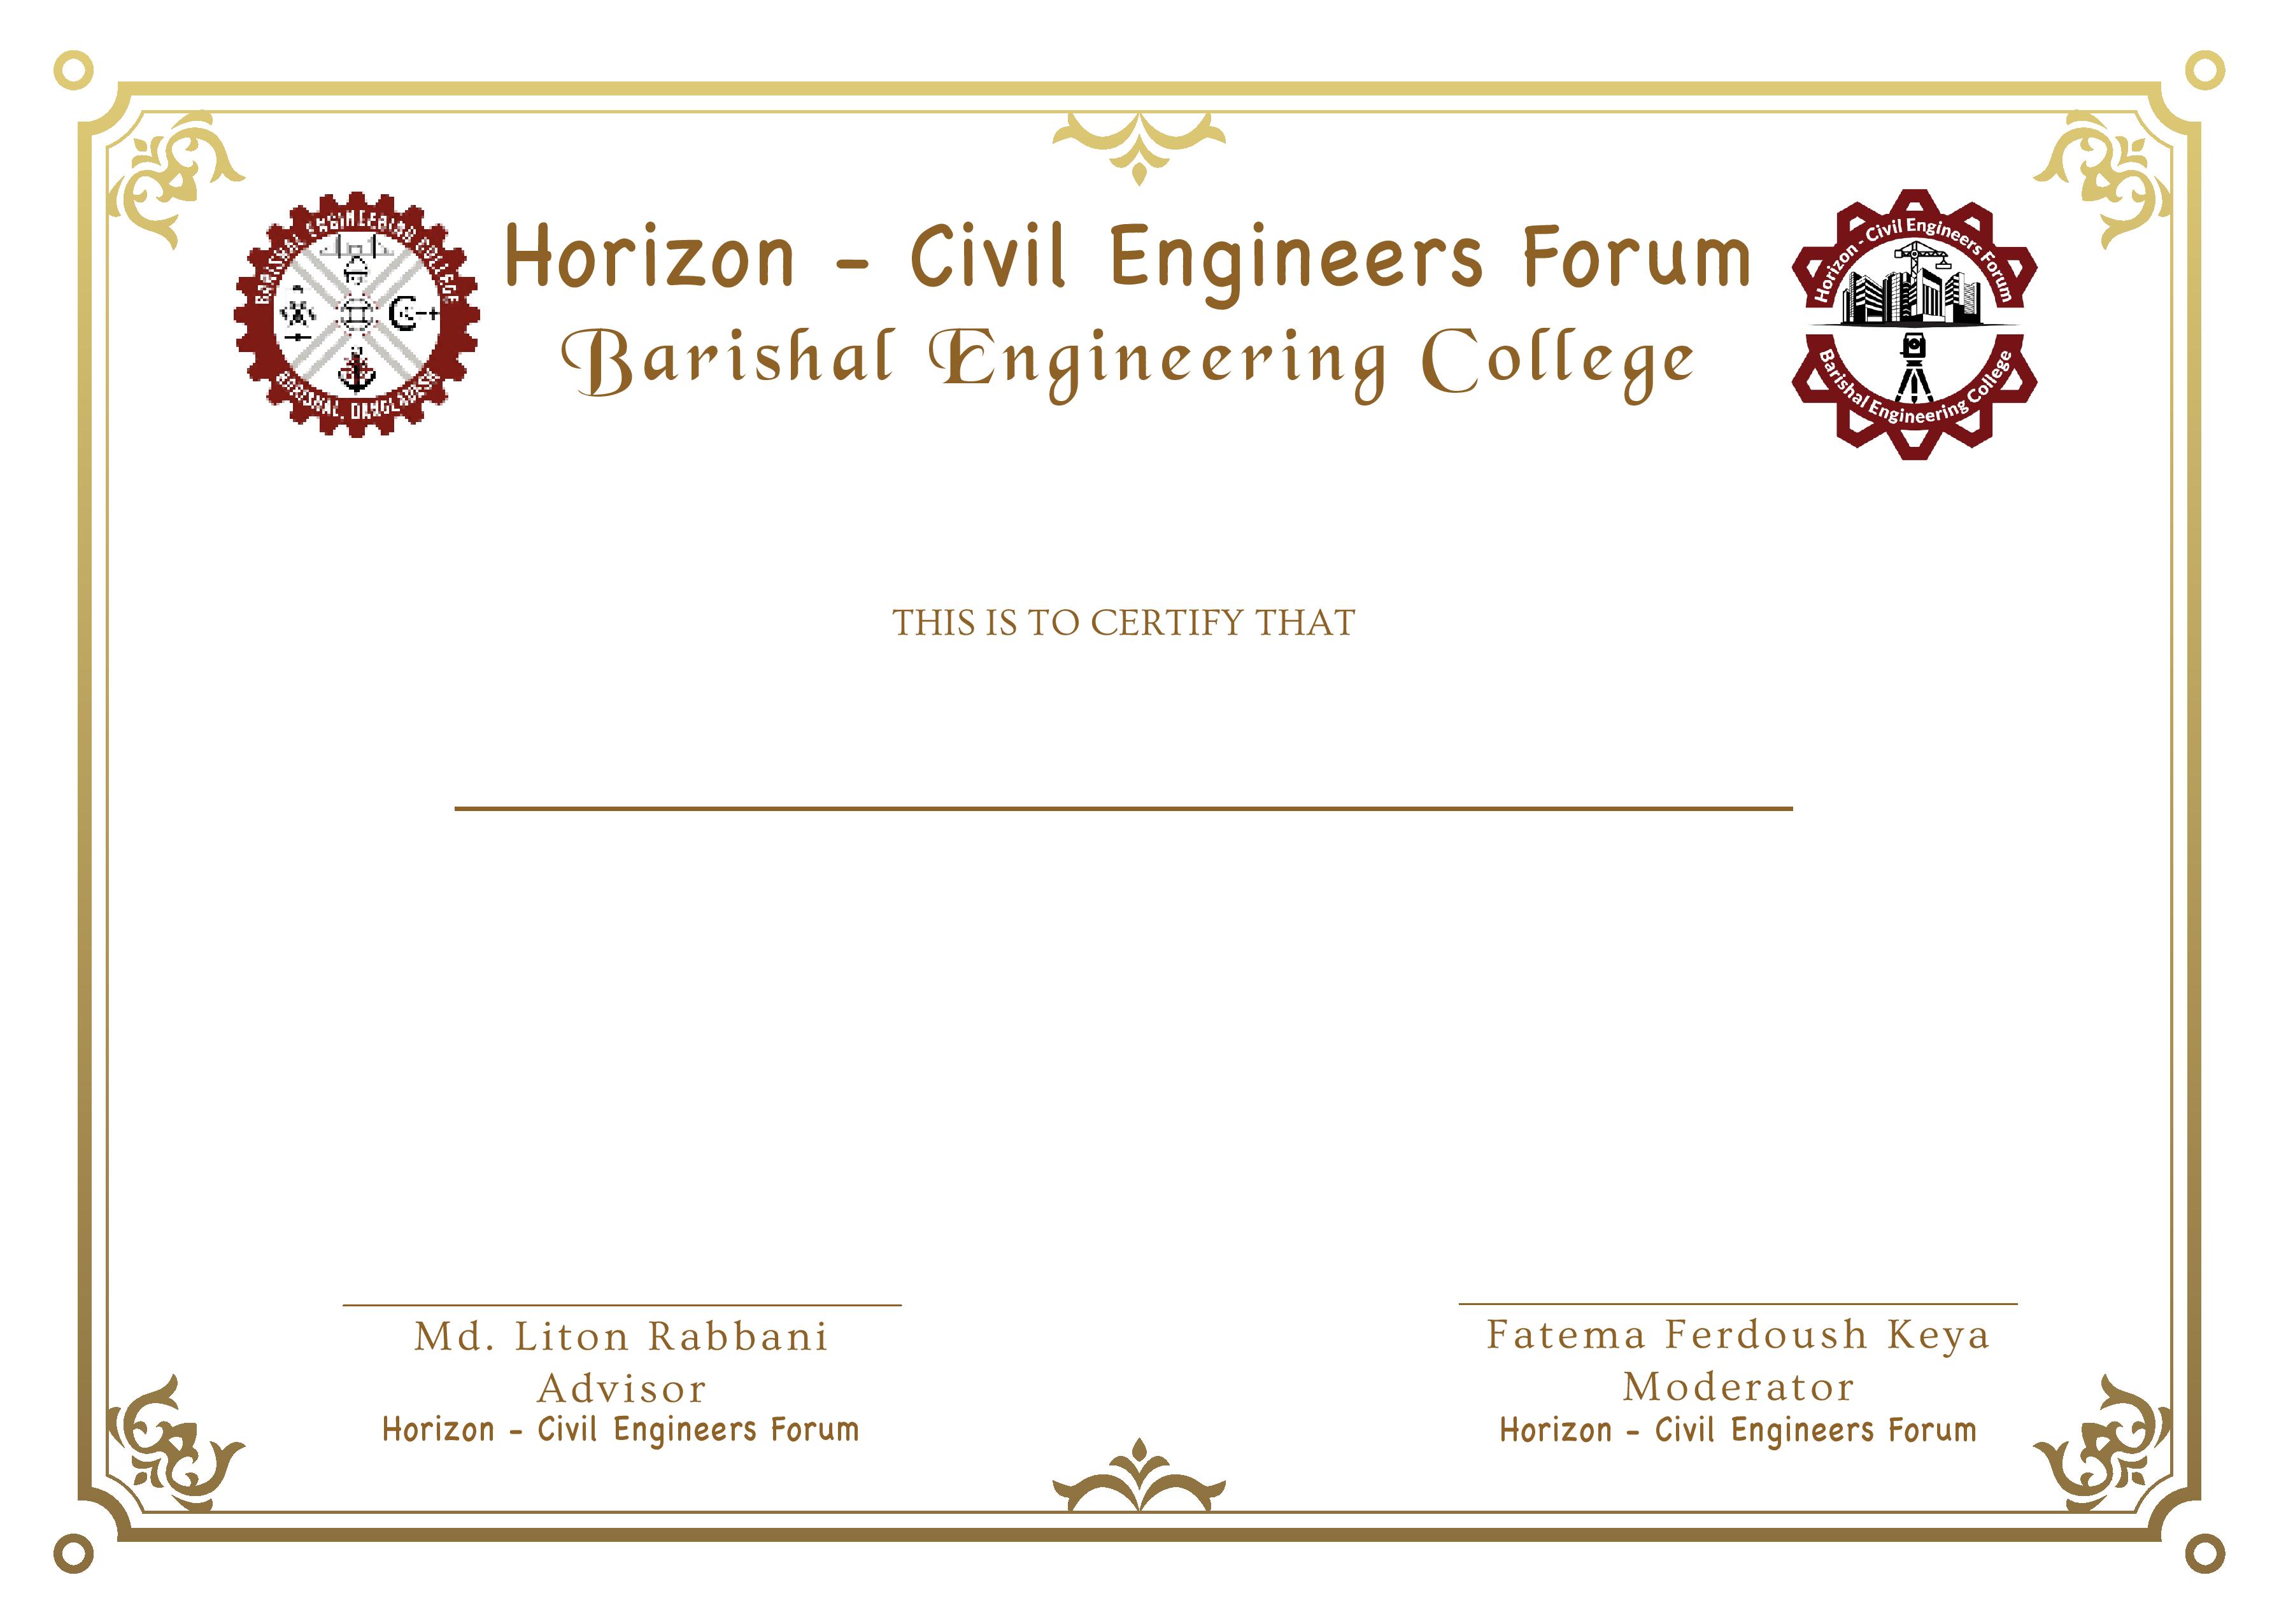 Horizon - Civil Engineers Forum
Barishal Engineering College
BARISHAL ENGINEERING COLLEGE
Horizon - Civil Engineers Forum
Barishal Engineering College
THIS IS TO CERTIFY THAT
Md. Liton Rabbani
Advisor
Horizon - Civil Engineers Forum
Fatema Ferdoush Keya
Moderator
Horizon - Civil Engineers Forum